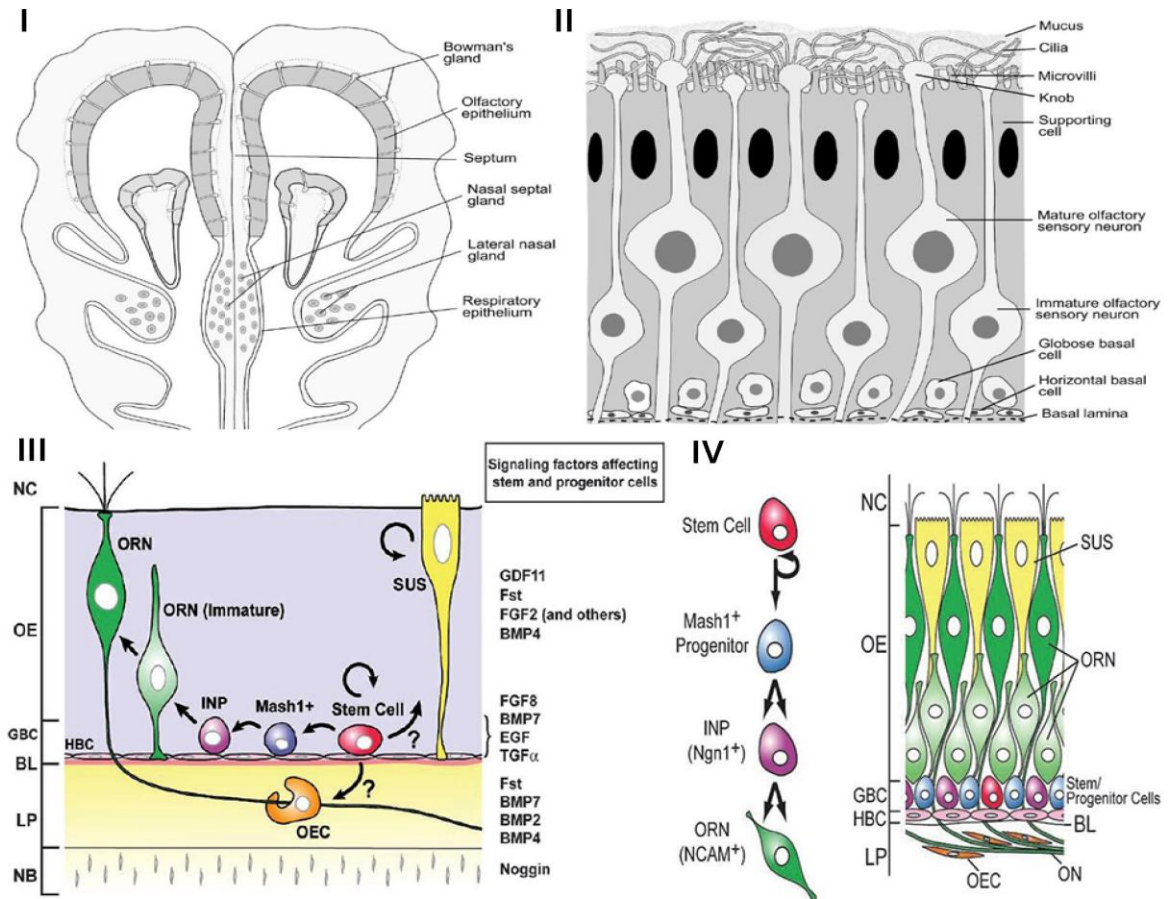 I
Bowman's
gland
Olfactory
epithelium
Septum
Nasal septal
gland
Lateral nasal
gland
Respiratory
epithelium
II
Mucus
Cilia
Microvilli
Knob
Supporting
cell
Mature olfactory
sensory neuron
Immature olfactory
sensory neuron
Globose basal
cell
Horizontal basal
cell
Basal lamina
III
Signaling factors affecting
stem and progenitor cells
NC
OE
GBC
HBC
BL
LP
NB
ORN
ORN (Immature)
SUS
INP
Mash1+
Stem Cell
?
?
OEC
GDF11
Fst
FGF2 (and others)
BMP4
FGF8
BMP7
EGF
TGFα
Fst
BMP7
BMP2
BMP4
Noggin
IV
Stem Cell
Mash1+
Progenitor
INP
(Ngn1+)
ORN
(NCAM+)
NC
OE
GBC
HBC
LP
SUS
ORN
Stem/
Progenitor Cells
BL
ON
OEC